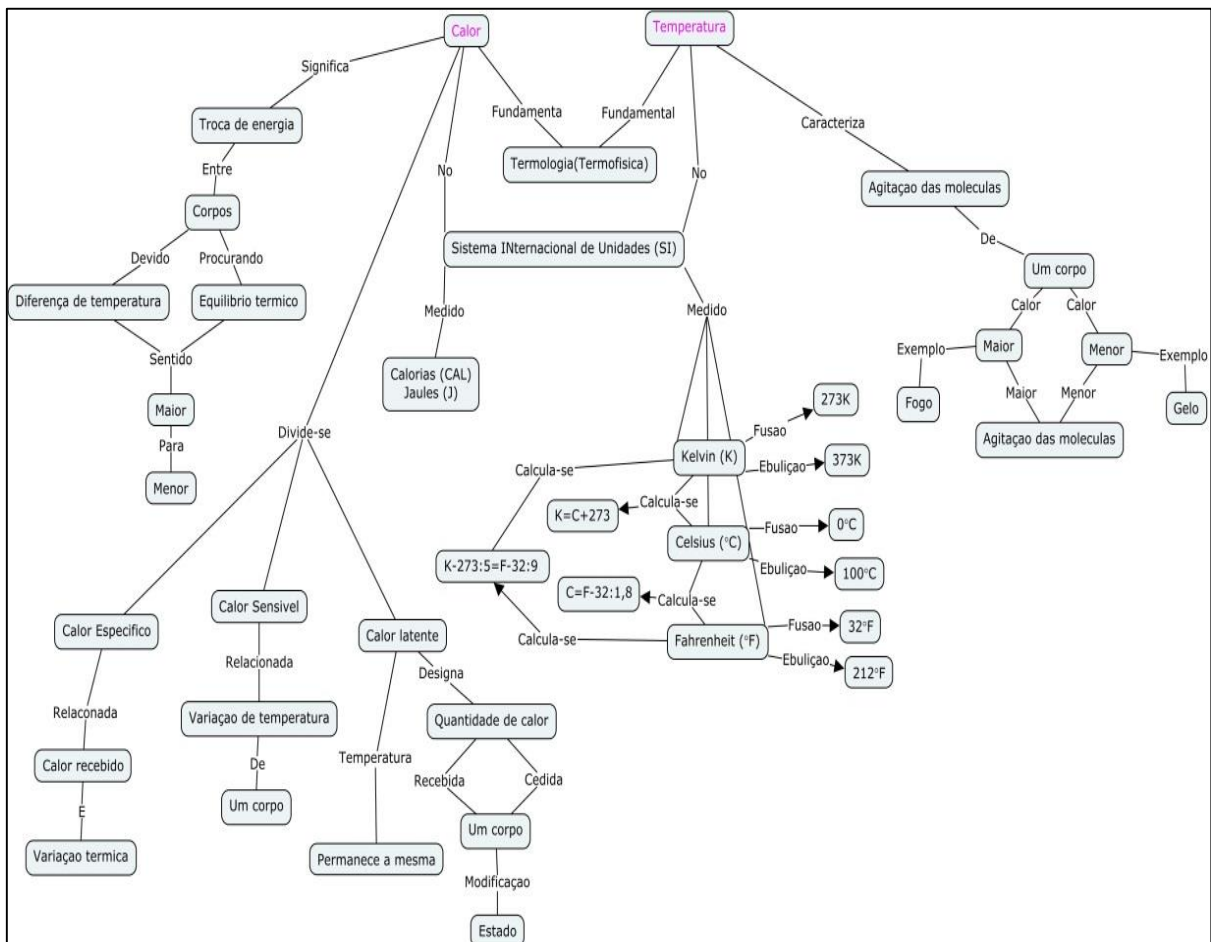 Calor
Temperatura
Significa
Fundamenta
Fundamental
Caracteriza
Troca de energia
Termologia(Termofisica)
Entre
No
No
Agitaçao das moleculas
Corpos
De
Devido
Procurando
Sistema INternacional de Unidades (SI)
Um corpo
Diferença de temperatura
Equilibrio termico
Medido
Medido
Calor
Calor
Sentido
Exemplo
Maior
Menor
Exemplo
Calorias (CAL)
Jaules (J)
Maior
Maior
Menor
Fogo
Gelo
Para
Divide-se
Agitaçao das moleculas
Menor
273K
Fusao
Kelvin (K)
Ebuliçao
373K
Calcula-se
Calcula-se
K=C+273
Fusao
0°C
Celsius (°C)
K-273:5=F-32:9
Ebuliçao
100°C
C=F-32:1,8
Calcula-se
Calor Especifico
Calor Sensivel
Calor latente
Calcula-se
Fahrenheit (°F)
Fusao
32°F
Ebuliçao
212°F
Relacionada
Designa
Relaconada
Variaçao de temperatura
Quantidade de calor
Calor recebido
De
Temperatura
Recebida
Cedida
E
Um corpo
Um corpo
Variaçao termica
Permanece a mesma
Modificaçao
Estado